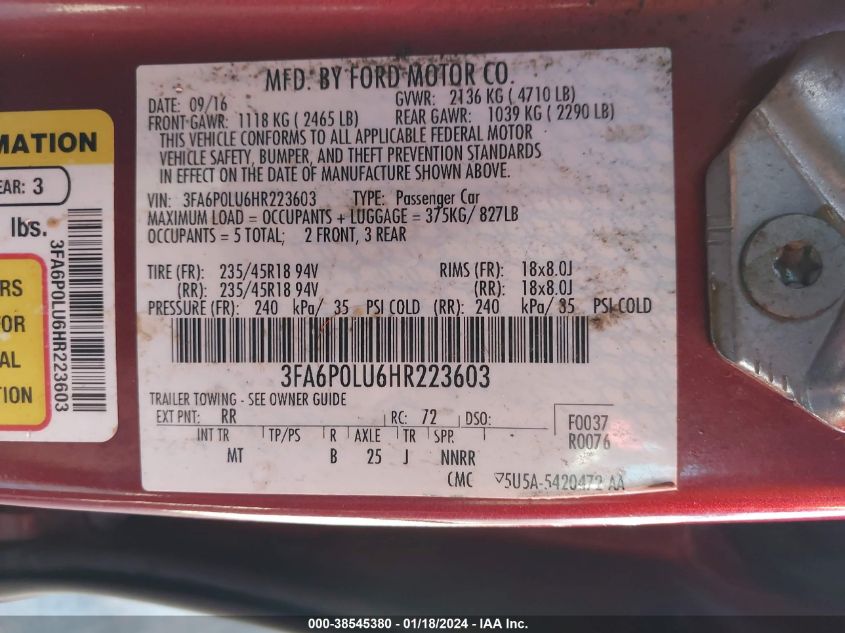 MATION
EAR: 3
lbs.
RS
OR
AL
N
3FA6P0LU6HR223603
MFD. BY FORD MOTOR CO.
DATE: 09/16 GVWR: 2136 KG ( 4710 LB)
FRONT GAWR: 1118 KG ( 2465 LB) REAR GAWR: 1039 KG ( 2290 LB)
THIS VEHICLE CONFORMS TO ALL APPLICABLE FEDERAL MOTOR
VEHICLE SAFETY, BUMPER, AND THEFT PREVENTION STANDARDS
IN EFFECT ON THE DATE OF MANUFACTURE SHOWN ABOVE.
VIN: 3FA6P0LU6HR223603 TYPE: Passenger Car
MAXIMUM LOAD = OCCUPANTS + LUGGAGE = 375KG/ 827LB
OCCUPANTS = 5 TOTAL; 2 FRONT, 3 REAR
TIRE (FR): 235/45R18 94V RIMS (FR): 18x8.0J
(RR): 235/45R18 94V (RR): 18x8.0J
PRESSURE (FR): 240 kPa/ 35 PSI COLD (RR): 240 kPa/ 35 PSI COLD
3FA6P0LU6HR223603
TRAILER TOWING - SEE OWNER GUIDE
EXT PNT: RR RC: 72 DSO: F0037
INT TR TP/PS R AXLE TR SPP. R0076
MT B 25 J NNRR
CMC 5U5A-5420472-AA
000-38545380 - 01/18/2024 - IAA Inc.